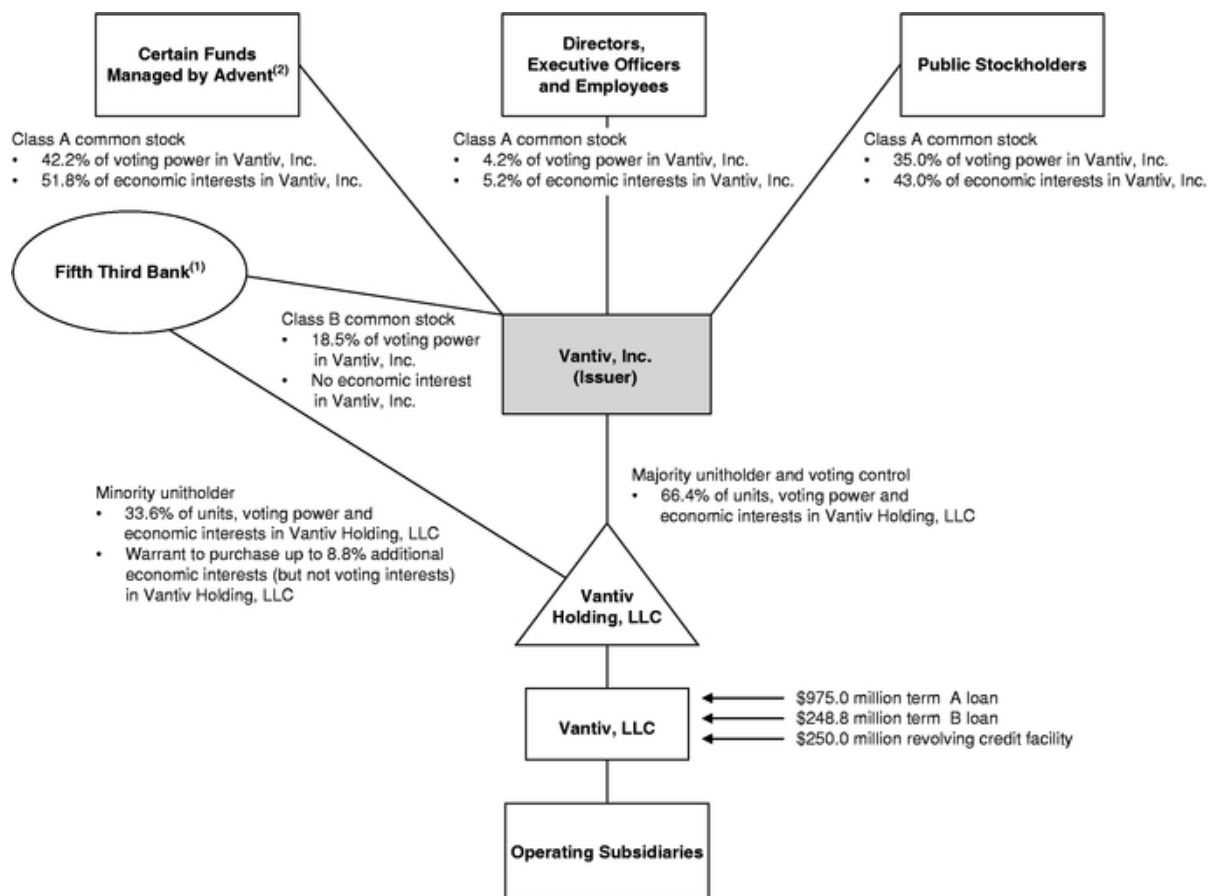 Certain Funds
Managed by Advent(2)
Directors,
Executive Officers
and Employees
Public Stockholders
Class A common stock
• 42.2% of voting power in Vantiv, Inc.
• 51.8% of economic interests in Vantiv, Inc.
Class A common stock
• 4.2% of voting power in Vantiv, Inc.
• 5.2% of economic interests in Vantiv, Inc.
Class A common stock
• 35.0% of voting power in Vantiv, Inc.
• 43.0% of economic interests in Vantiv, Inc.
Fifth Third Bank(1)
Class B common stock
• 18.5% of voting power
in Vantiv, Inc.
• No economic interest
in Vantiv, Inc.
Vantiv, Inc.
(Issuer)
Minority unitholder
• 33.6% of units, voting power and
economic interests in Vantiv Holding, LLC
• Warrant to purchase up to 8.8% additional
economic interests (but not voting interests)
in Vantiv Holding, LLC
Majority unitholder and voting control
• 66.4% of units, voting power and
economic interests in Vantiv Holding, LLC
Vantiv
Holding, LLC
Vantiv, LLC
$975.0 million term A loan
$248.8 million term B loan
$250.0 million revolving credit facility
Operating Subsidiaries